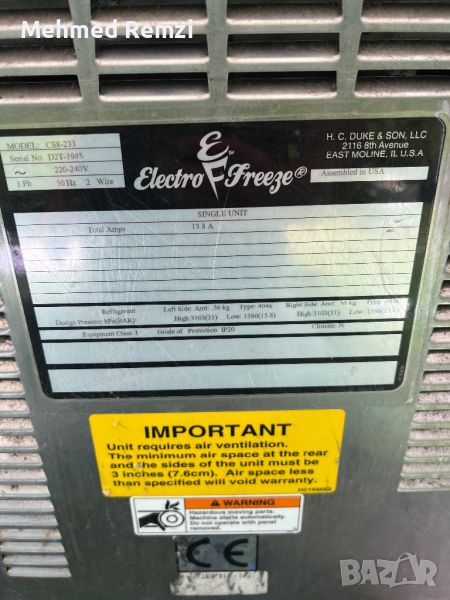 Mehmed Remzi
MODEL: CS8-233
Serial No: D2T-1945
~ 220-240V
1 Ph 50 Hz 2 Wire
Electro Freeze®
H. C. DUKE & SON, LLC
2116 8th Avenue
EAST MOLINE, IL U.S.A
Assembled in USA
SINGLE UNIT
Total Amps 13.8 A
Refrigerant Left Side: Amt: .56 kg Type: 404a Right Side: Amt: .56 kg Type:
Design Pressure kPa(BAR): High:3103(31) Low: 1586(15.8) High:3103(31) Low: 1586(15.8)
Equipment Class: I Grade of Protection: IP20 Climate: N
IMPORTANT
Unit requires air ventilation.
The minimum air space at the rear
and the sides of the unit must be
3 inches (7.6cm). Air space less
than specified will void warranty.
HC196082
WARNING
Hazardous moving parts.
Machine starts automatically.
Do not operate with panel
removed.
CE
BAZAR